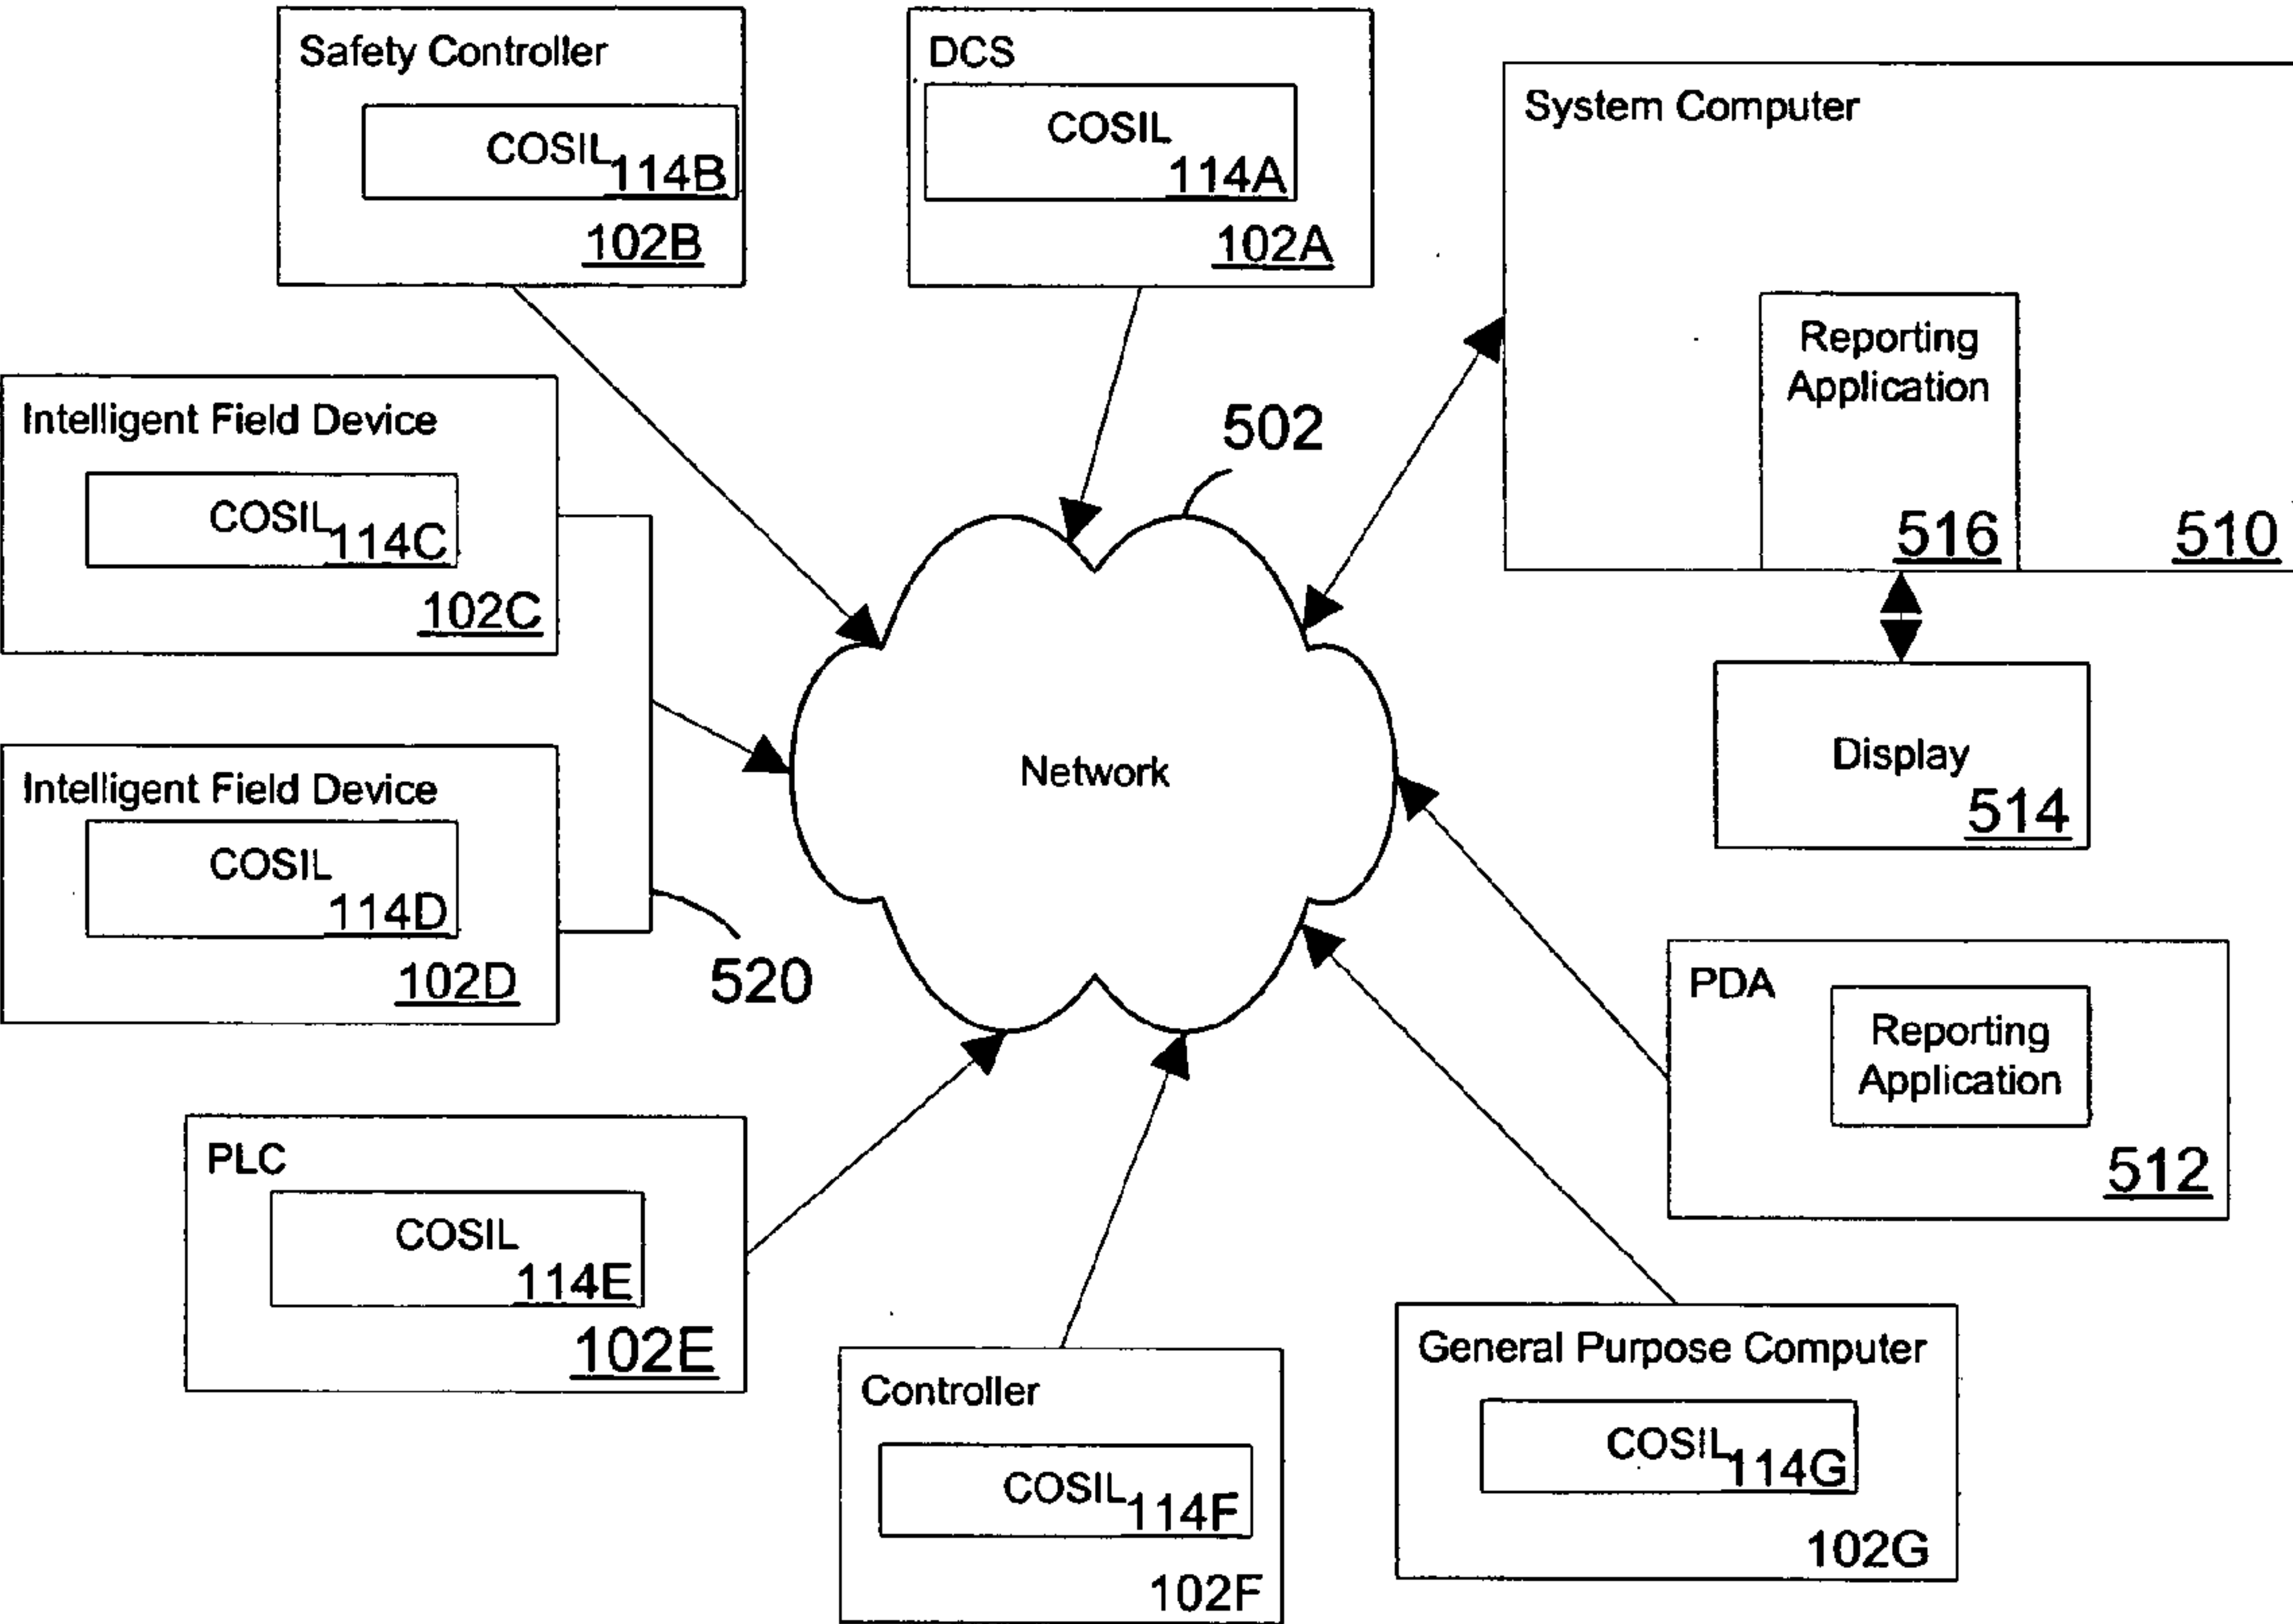 Safety Controller
COSIL
114B
102B
DCS
COSIL
114A
102A
System Computer
Reporting
Application
516
510
Intelligent Field Device
COSIL
114C
102C
502
Display
514
Network
Intelligent Field Device
COSIL
114D
102D
520
PDA
Reporting
Application
512
PLC
COSIL
114E
102E
Controller
COSIL
114F
102F
General Purpose Computer
COSIL
114G
102G